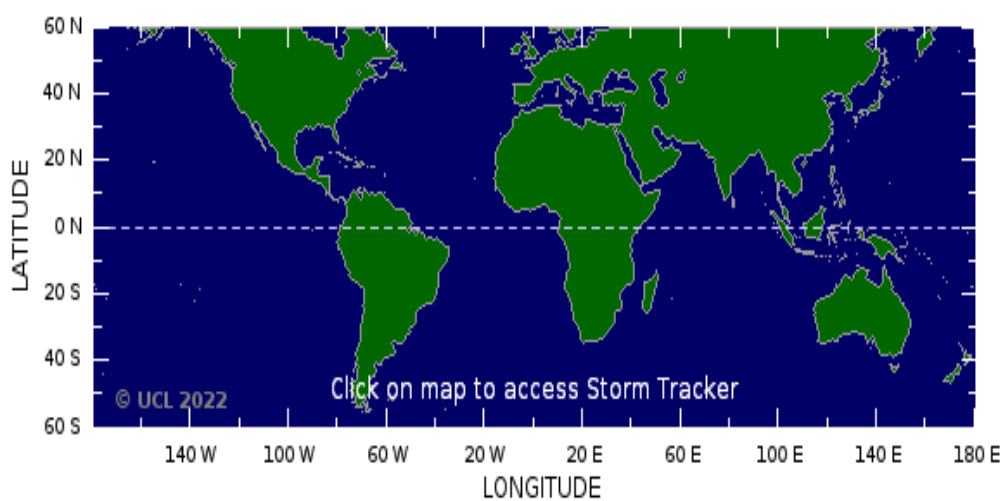 60 N
40 N
20 N
0 N
20 S
40 S
60 S
LATITUDE
Click on map to access Storm Tracker
© UCL 2022
140 W 100 W 60 W 20 W 20 E 60 E 100 E 140 E 180 E
LONGITUDE